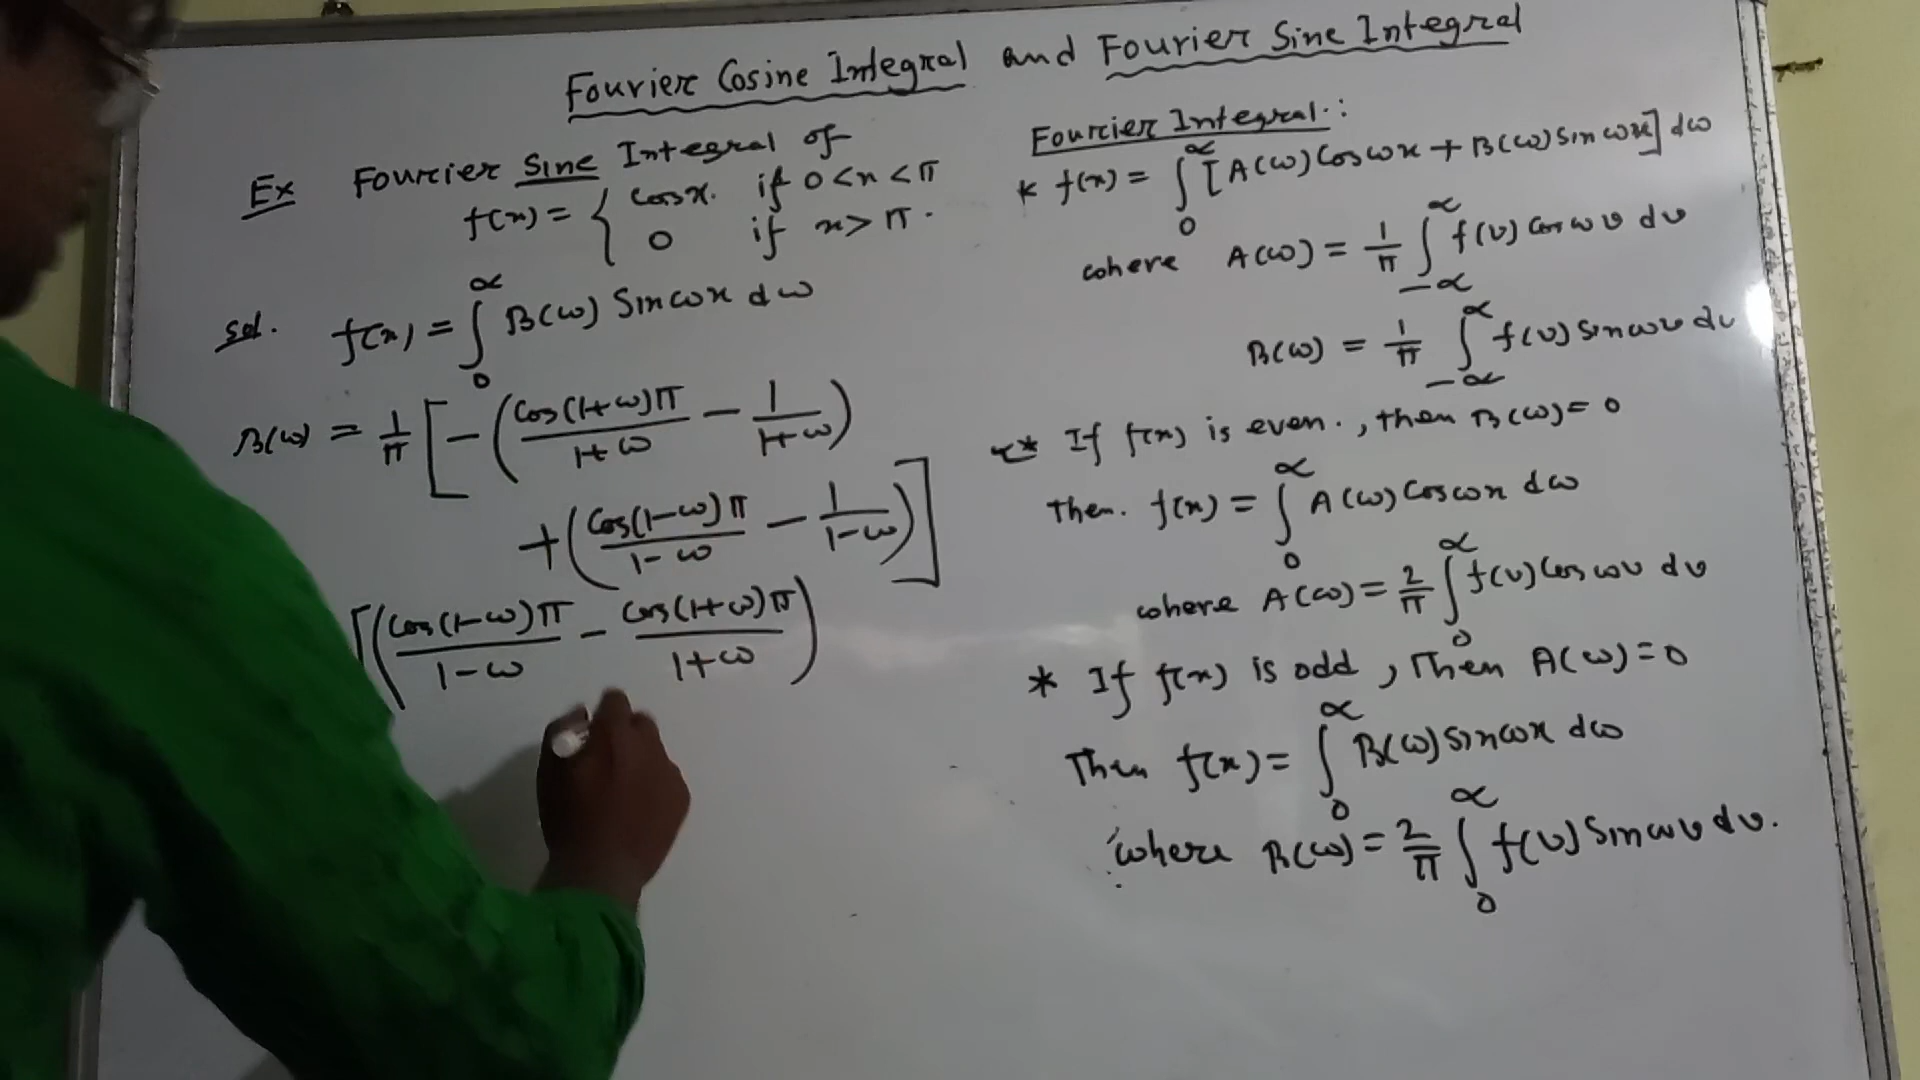 Fourier Cosine Integral and Fourier Sine Integral
Ex Fourier Sine Integral of
f(x) = { cosx. if 0<x<π
0 if x>π.
Sol. f(x) = ∫₀^∞ B(ω) Sinωx dω
B(ω) = 1/π [ -( cos(1+ω)π/(1+ω) - 1/(1+ω) )
+ ( cos(1-ω)π/(1-ω) - 1/(1-ω) ) ]
[ ( cos(1-ω)π/(1-ω) - cos(1+ω)π/(1+ω) )
Fourier Integral.:
* f(x) = ∫₀^∞ [A(ω) Cosωx + B(ω) Sinωx] dω
where A(ω) = 1/π ∫_{-∞}^∞ f(v) cosωv dv
B(ω) = 1/π ∫_{-∞}^∞ f(v) sinωv dv
* If f(x) is even., then B(ω)=0
Then. f(x) = ∫₀^∞ A(ω) Cosωx dω
where A(ω) = 2/π ∫₀^∞ f(v) Cosωv dv
* If f(x) is odd, Then A(ω)=0
Then f(x) = ∫₀^∞ B(ω) sinωx dω
where B(ω) = 2/π ∫₀^∞ f(v) Sinωv dv.